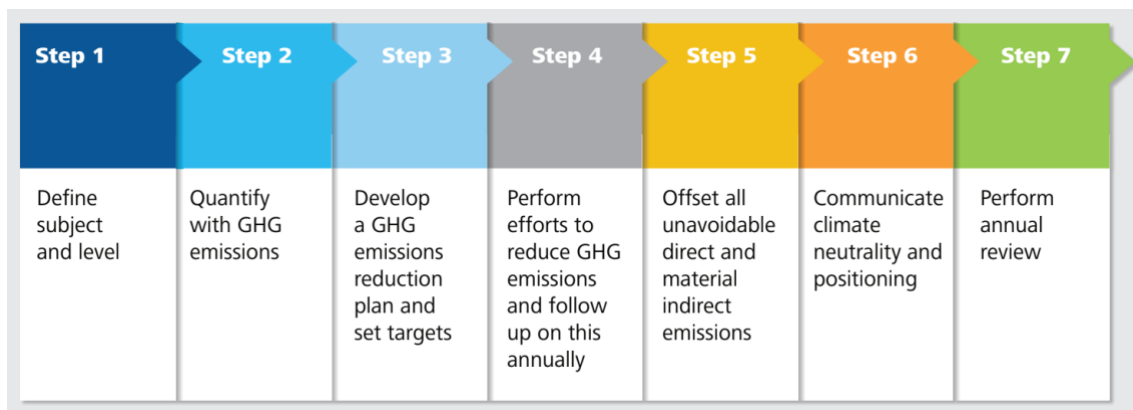 Step 1
Step 2
Step 3
Step 4
Step 5
Step 6
Step 7
Define
subject
and level
Quantify
with GHG
emissions
Develop
a GHG
emissions
reduction
plan and
set targets
Perform
efforts to
reduce GHG
emissions
and follow
up on this
annually
Offset all
unavoidable
direct and
material
indirect
emissions
Communicate
climate
neutrality and
positioning
Perform
annual
review